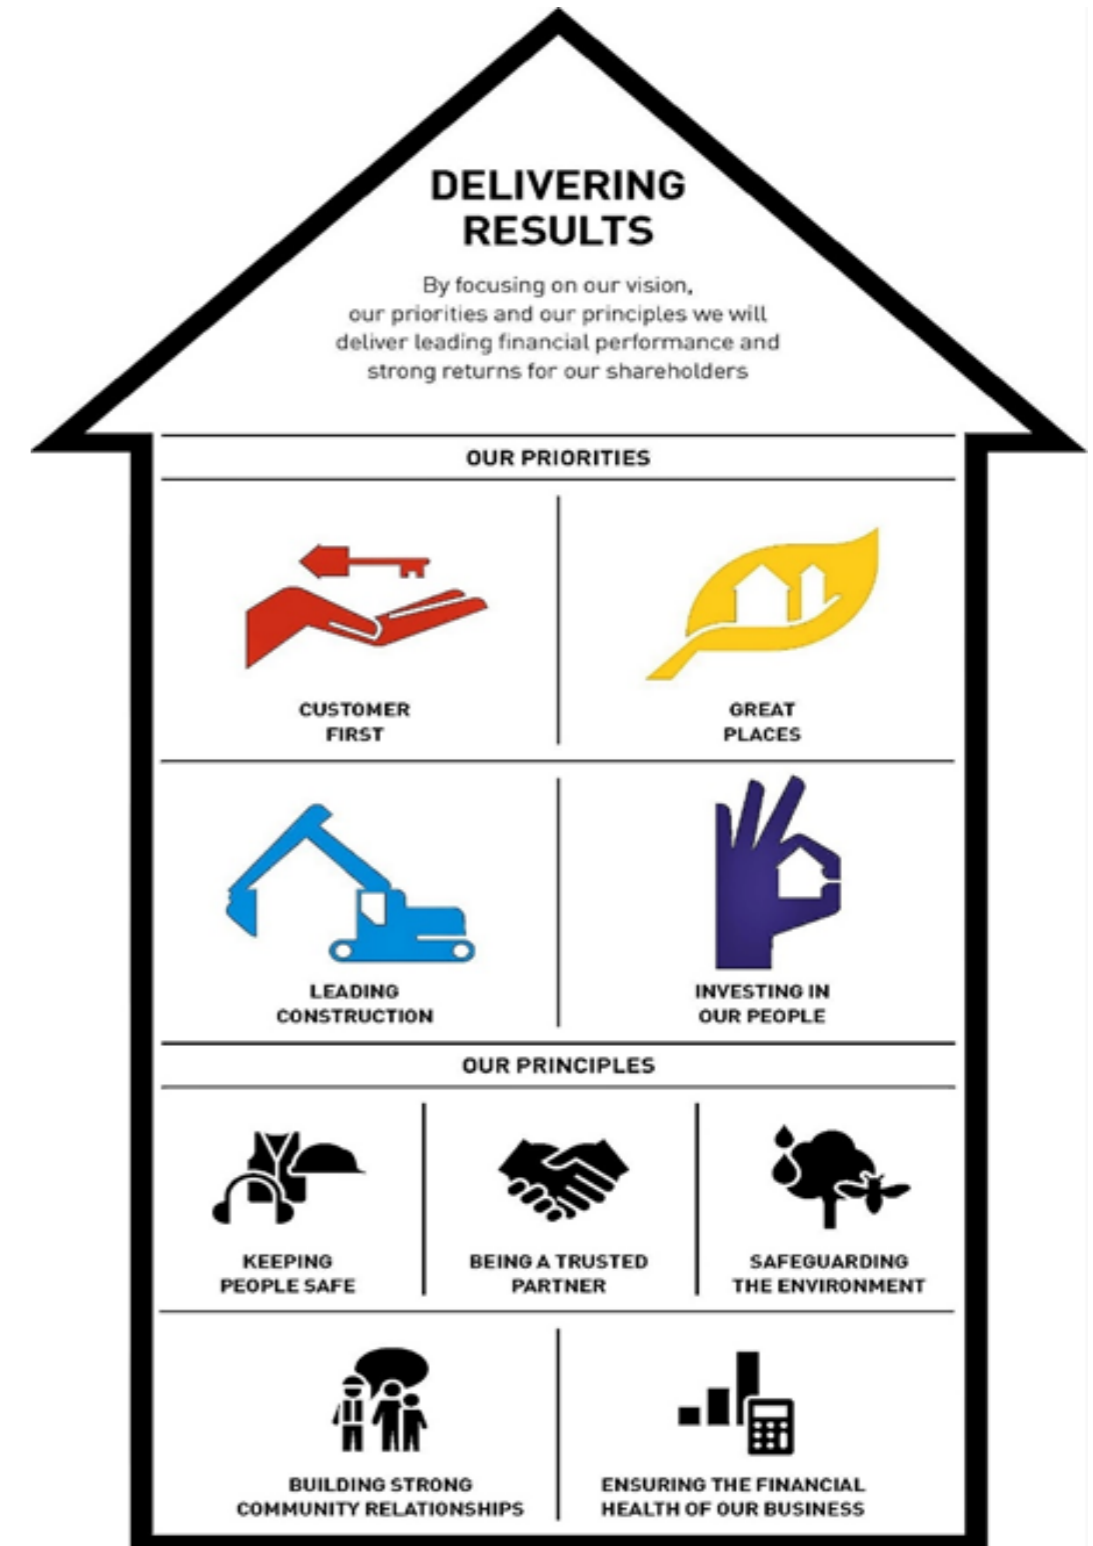 DELIVERING
RESULTS
By focusing on our vision,
our priorities and our principles we will
deliver leading financial performance and
strong returns for our shareholders
OUR PRIORITIES
CUSTOMER
FIRST
GREAT
PLACES
LEADING
CONSTRUCTION
INVESTING IN
OUR PEOPLE
OUR PRINCIPLES
KEEPING
PEOPLE SAFE
BEING A TRUSTED
PARTNER
SAFEGUARDING
THE ENVIRONMENT
BUILDING STRONG
COMMUNITY RELATIONSHIPS
ENSURING THE FINANCIAL
HEALTH OF OUR BUSINESS